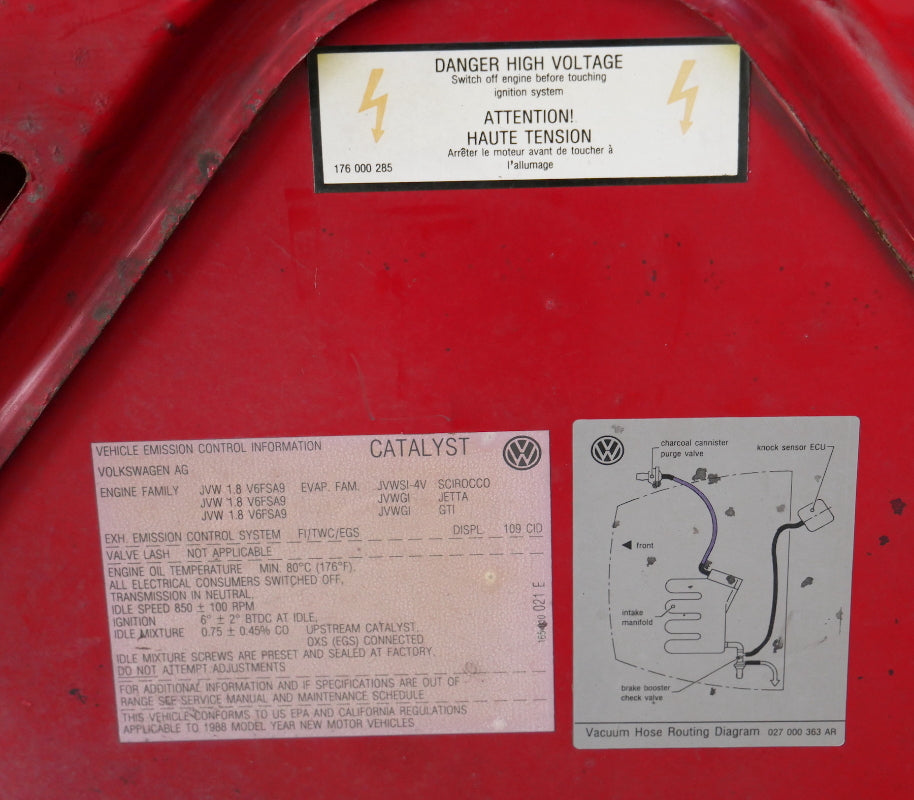 DANGER HIGH VOLTAGE
Switch off engine before touching
ignition system
ATTENTION!
HAUTE TENSION
Arrêter le moteur avant de toucher à
l'allumage
176 000 285
VEHICLE EMISSION CONTROL INFORMATION CATALYST
VOLKSWAGEN AG
ENGINE FAMILY JVW 1.8 V6FSA9 EVAP. FAM. JVWSI-4V SCIROCCO
JVW 1.8 V6FSA9 JVWGI JETTA
JVW 1.8 V6FSA9 JVWGI GTI
EXH. EMISSION CONTROL SYSTEM FI/TWC/EGS DISPL. 109 CID
VALVE LASH NOT APPLICABLE
ENGINE OIL TEMPERATURE MIN. 80°C (176°F).
ALL ELECTRICAL CONSUMERS SWITCHED OFF,
TRANSMISSION IN NEUTRAL,
IDLE SPEED 850 ± 100 RPM
IGNITION 6° ± 2° BTDC AT IDLE,
IDLE MIXTURE 0.75 ± 0.45% CO UPSTREAM CATALYST,
OXS (EGS) CONNECTED
IDLE MIXTURE SCREWS ARE PRESET AND SEALED AT FACTORY,
DO NOT ATTEMPT ADJUSTMENTS
FOR ADDITIONAL INFORMATION AND IF SPECIFICATIONS ARE OUT OF
RANGE SEE SERVICE MANUAL AND MAINTENANCE SCHEDULE
THIS VEHICLE CONFORMS TO US EPA AND CALIFORNIA REGULATIONS
APPLICABLE TO 1988 MODEL YEAR NEW MOTOR VEHICLES
021 E
charcoal cannister
purge valve
knock sensor ECU
front
intake
manifold
brake booster
check valve
Vacuum Hose Routing Diagram 027 000 363 AR